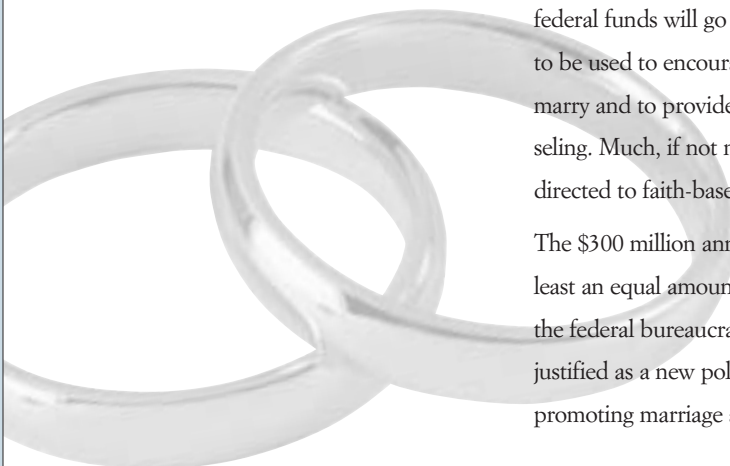 federal funds will go
to be used to encour
marry and to provide
seling. Much, if not
directed to faith-base
The $300 million
least an equal amoun
the federal bureaucra
justified as a new pol
promoting marriage